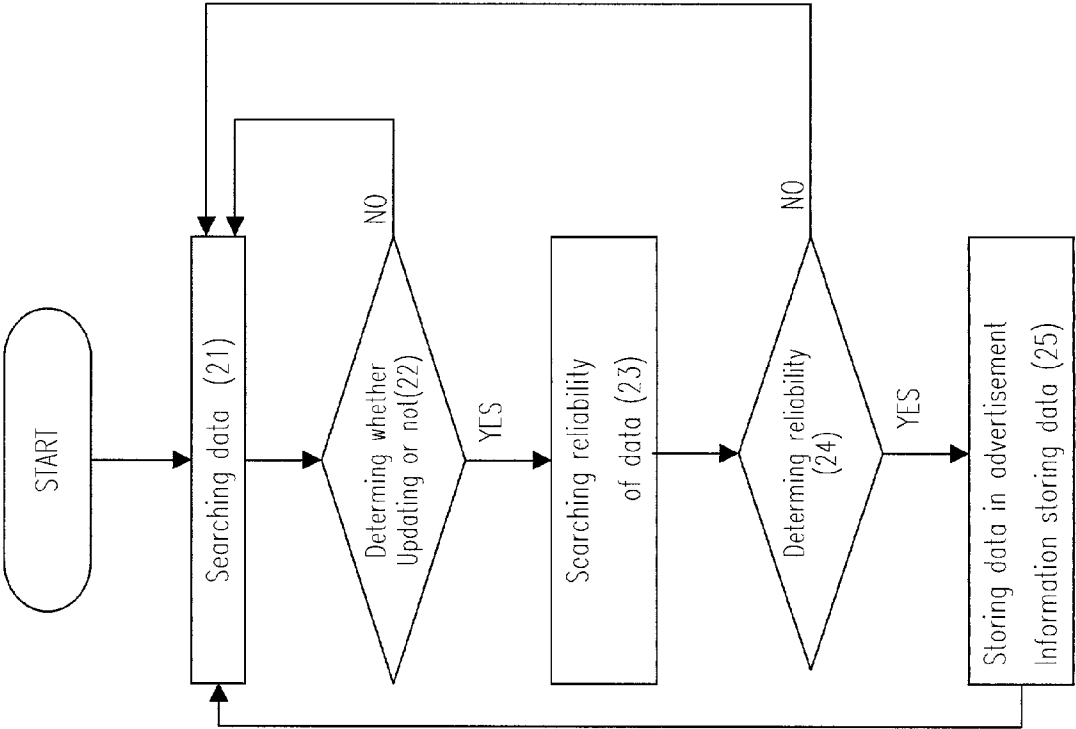 START
Searching data (21)
Determining whether
Updating or not(22)
NO
YES
Searching reliability
of data (23)
Determing reliability
(24)
NO
YES
Storing data in advertisement
Information storing data (25)